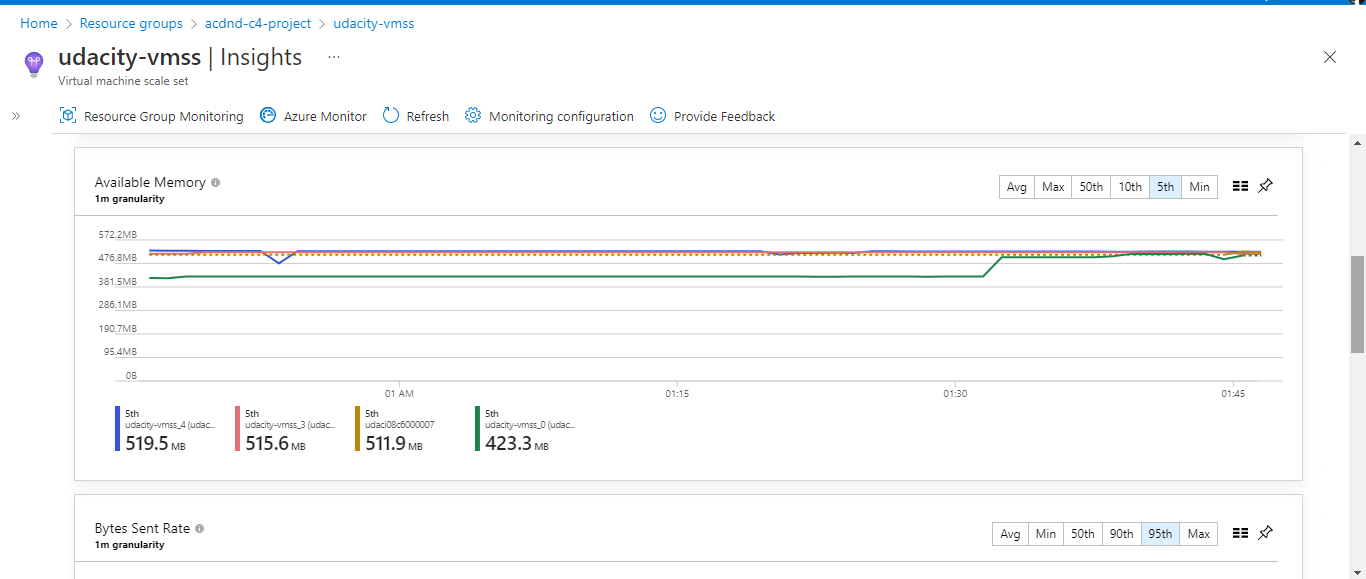 Home > Resource groups > acdnd-c4-project > udacity-vmss
udacity-vmss | Insights ...
Virtual machine scale set
» Resource Group Monitoring Azure Monitor Refresh Monitoring configuration Provide Feedback
Available Memory
1m granularity
Avg Max 50th 10th 5th Min
572.2MB
476.8MB
381.5MB
286.1MB
190.7MB
95.4MB
0B
01 AM 01:15 01:30 01:45
5th
udacity-vmss_4 (udac...
519.5 MB
5th
udacity-vmss_3 (udac...
515.6 MB
5th
udaci08c6000007
511.9 MB
5th
udacity-vmss_0 (udac...
423.3 MB
Bytes Sent Rate
1m granularity
Avg Min 50th 90th 95th Max